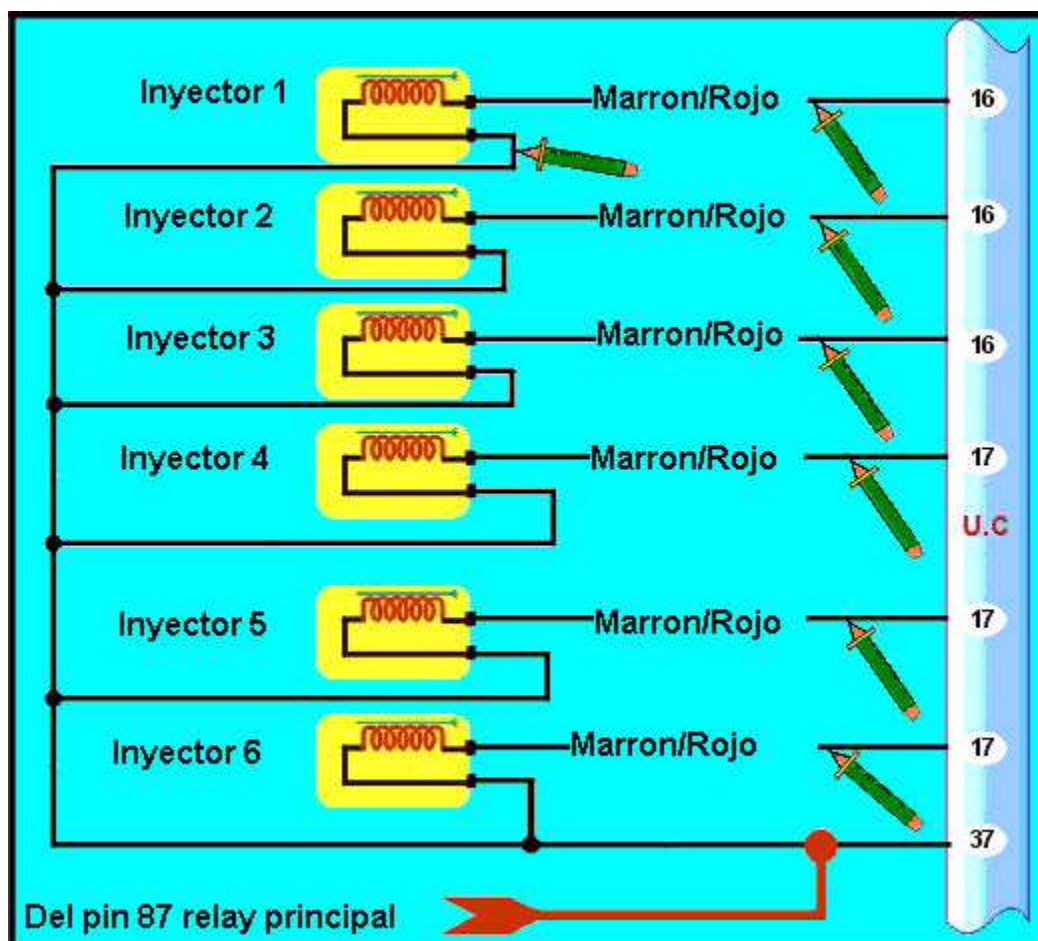 Inyector 1
Marron/Rojo
16
Inyector 2
Marron/Rojo
16
Inyector 3
Marron/Rojo
16
Inyector 4
Marron/Rojo
17
U.C
Inyector 5
Marron/Rojo
17
Inyector 6
Marron/Rojo
17
37
Del pin 87 relay principal